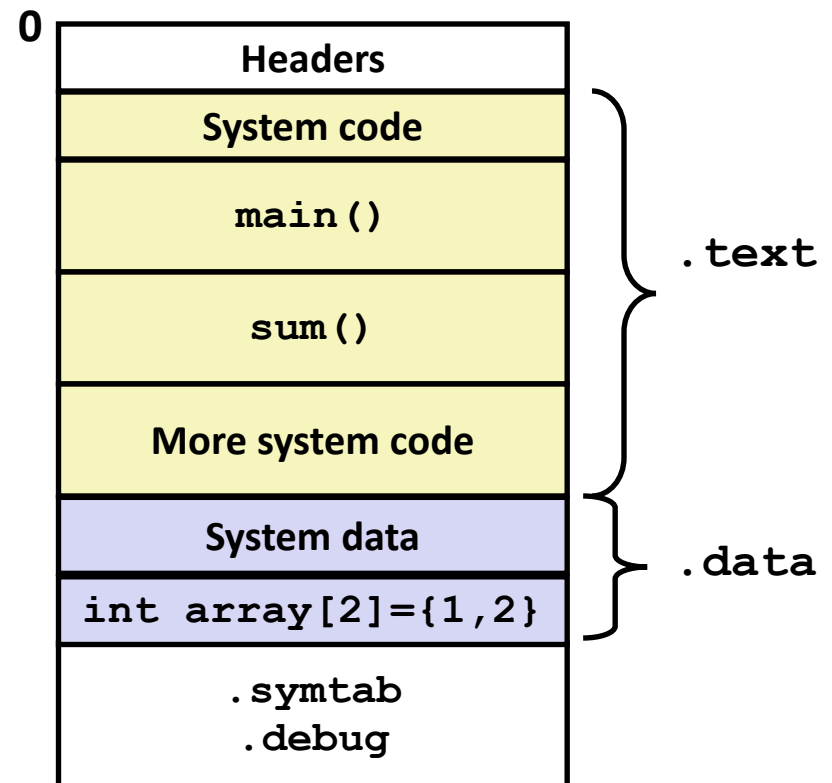 0
Headers
System code
main()
sum()
.text
More system code
System data
.data
int array[2]={1,2}
.symtab
.debug